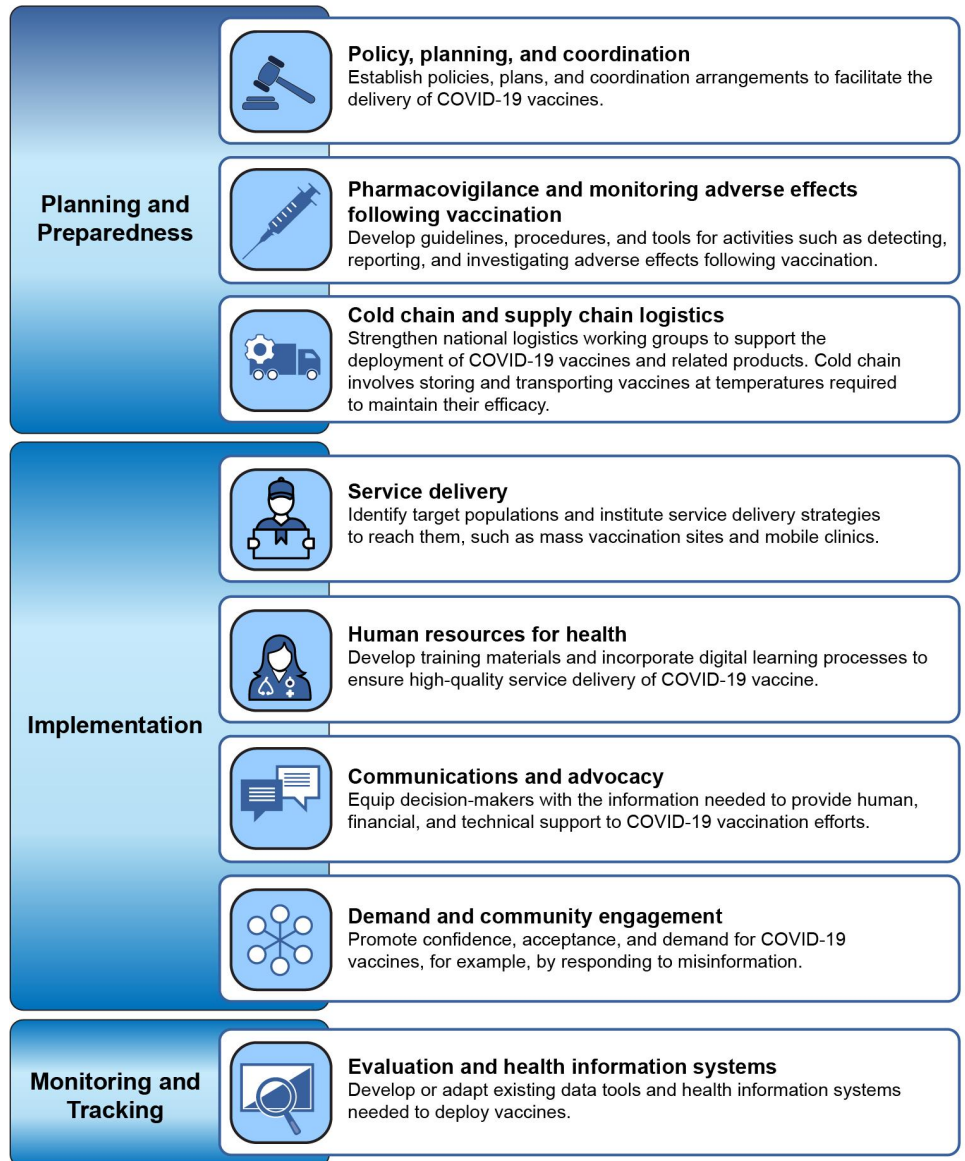 Planning and
Preparedness
Policy, planning, and coordination
Establish policies, plans, and coordination arrangements to facilitate the
delivery of COVID-19 vaccines.
Pharmacovigilance and monitoring adverse effects
following vaccination
Develop guidelines, procedures, and tools for activities such as detecting,
reporting, and investigating adverse effects following vaccination.
Cold chain and supply chain logistics
Strengthen national logistics working groups to support the
deployment of COVID-19 vaccines and related products. Cold chain
involves storing and transporting vaccines at temperatures required
to maintain their efficacy.
Implementation
Service delivery
Identify target populations and institute service delivery strategies
to reach them, such as mass vaccination sites and mobile clinics.
Human resources for health
Develop training materials and incorporate digital learning processes to
ensure high-quality service delivery of COVID-19 vaccine.
Communications and advocacy
Equip decision-makers with the information needed to provide human,
financial, and technical support to COVID-19 vaccination efforts.
Demand and community engagement
Promote confidence, acceptance, and demand for COVID-19
vaccines, for example, by responding to misinformation.
Monitoring and
Tracking
Evaluation and health information systems
Develop or adapt existing data tools and health information systems
needed to deploy vaccines.